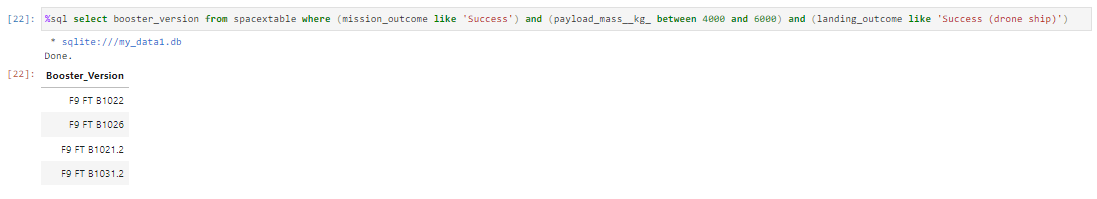 [22]: %sql select booster_version from spacextable where (mission_outcome like 'Success') and (payload_mass__kg_ between 4000 and 6000) and (landing_outcome like 'Success (drone ship)')
* sqlite:///my_data1.db
Done.
[22]: Booster_Version
F9 FT B1022
F9 FT B1026
F9 FT B1021.2
F9 FT B1031.2